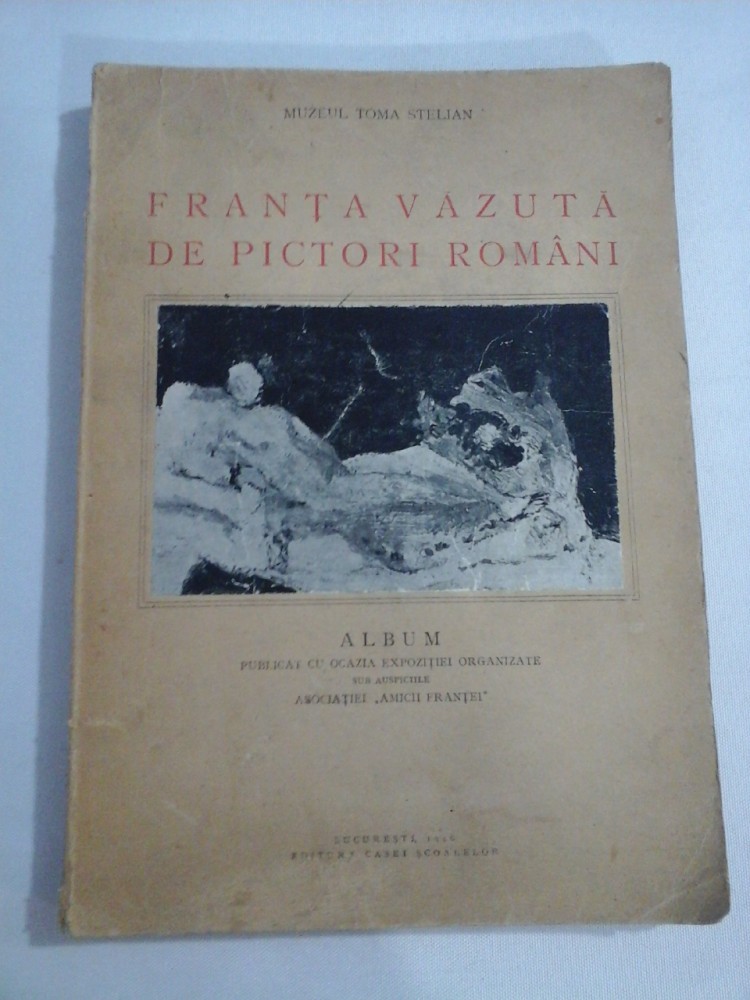 MUZEUL TOMA STELIAN
FRANȚA VĂZUTĂ
DE PICTORI ROMÂNI
ALBUM
PUBLICAT CU OCAZIA EXPOZIȚIEI ORGANIZATE
SUB AUSPICIILE
ASOCIAȚIEI „AMICII FRANȚEI”
BUCUREȘTI, 1946
EDITURA CASEI ȘCOALELOR